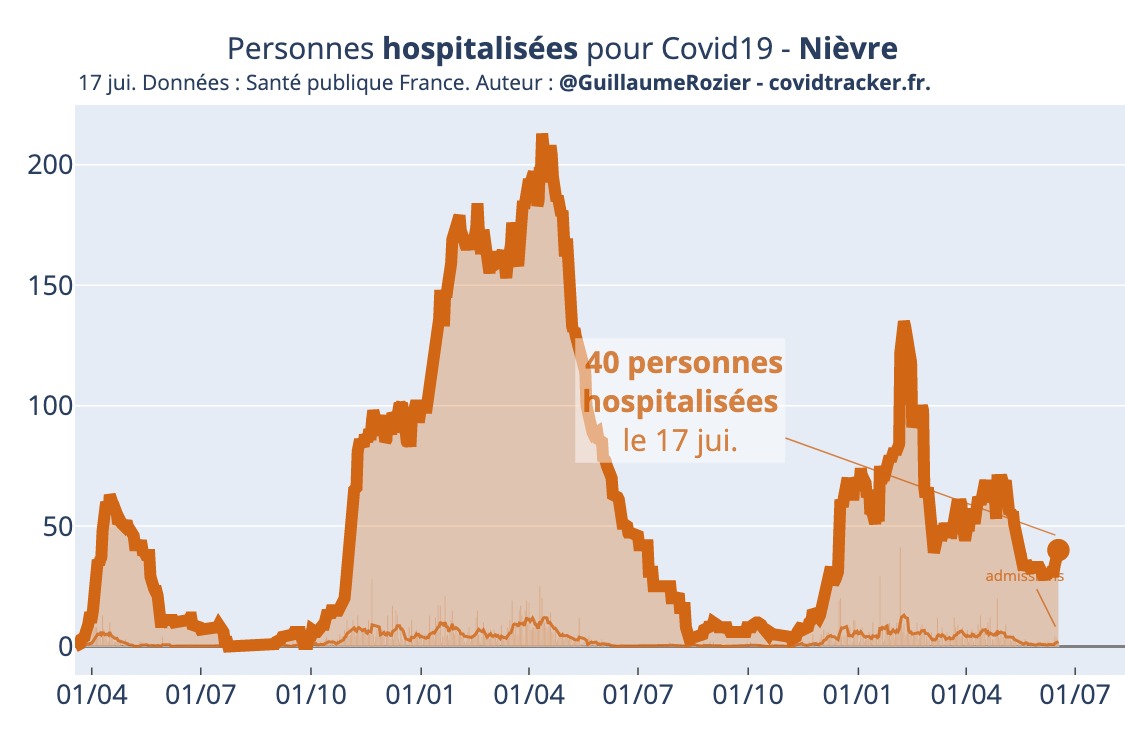 Personnes hospitalisées pour Covid19 - Nièvre
17 jui. Données : Santé publique France. Auteur : @GuillaumeRozier - covidtracker.fr.
200
150
100
50
0
40 personnes
hospitalisées
le 17 jui.
admissions
01/04 01/07 01/10 01/01 01/04 01/07 01/10 01/01 01/04 01/07